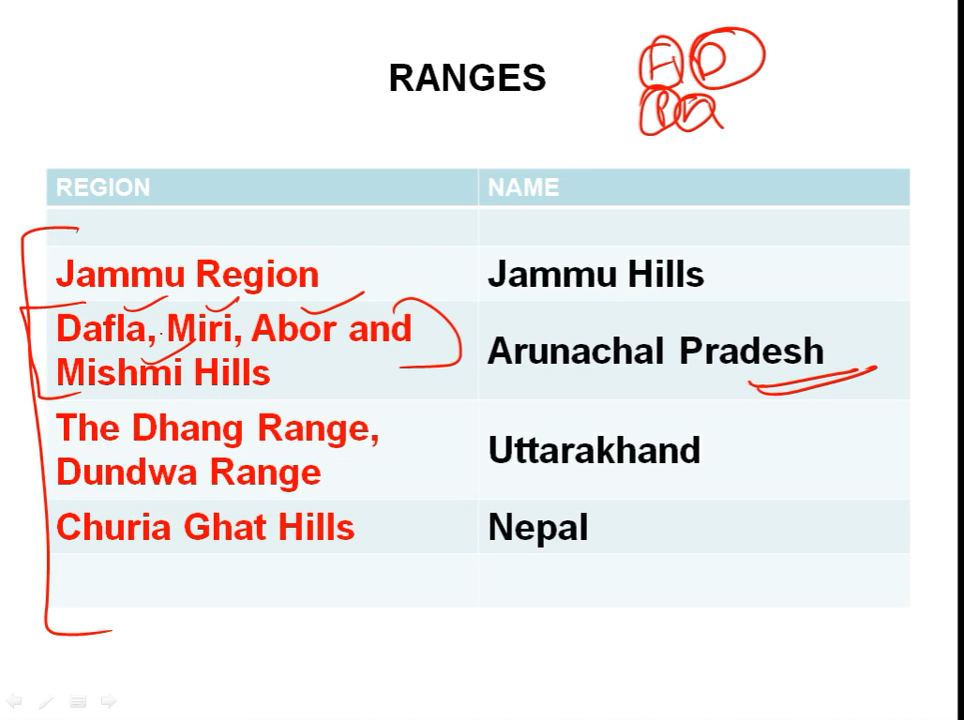 RANGES
REGION NAME
Jammu Region Jammu Hills
Dafla, Miri, Abor and
Mishmi Hills
Arunachal Pradesh
The Dhang Range,
Dundwa Range
Uttarakhand
Churia Ghat Hills Nepal